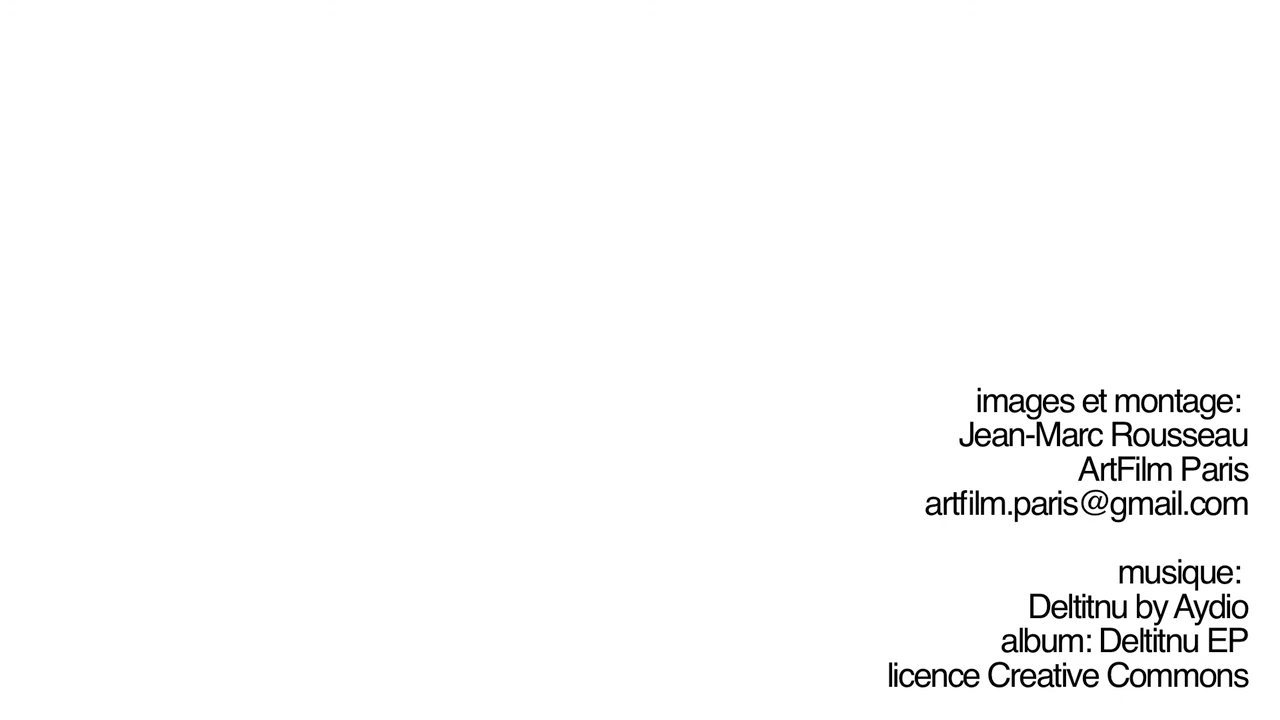 images et montage:
Jean-Marc Rousseau
ArtFilm Paris
artfilm.paris@gmail.com
musique:
Deltitnu by Aydio
album: Deltitnu EP
licence Creative Commons